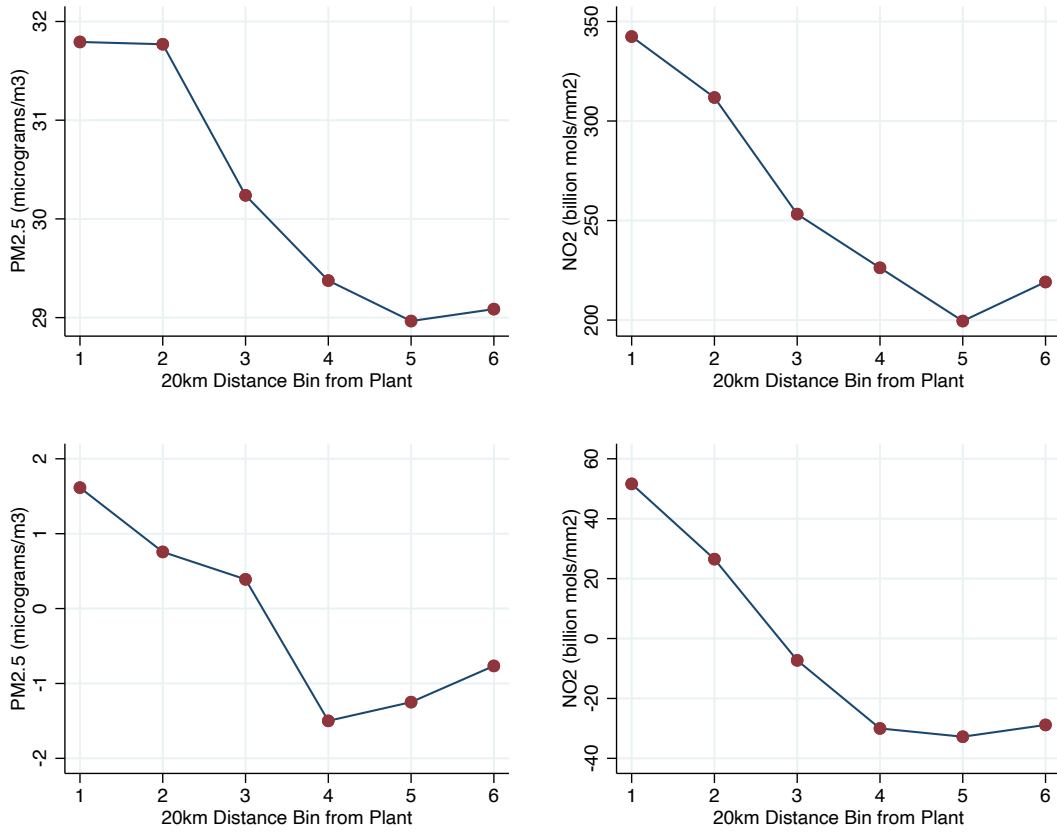 PM2.5 (micrograms/m3)
32
31
30
29
1 2 3 4 5 6
20km Distance Bin from Plant
NO2 (billion mols/mm2)
350
300
250
200
1 2 3 4 5 6
20km Distance Bin from Plant
PM2.5 (micrograms/m3)
2
1
0
-1
-2
1 2 3 4 5 6
20km Distance Bin from Plant
NO2 (billion mols/mm2)
60
40
20
0
-20
-40
1 2 3 4 5 6
20km Distance Bin from Plant